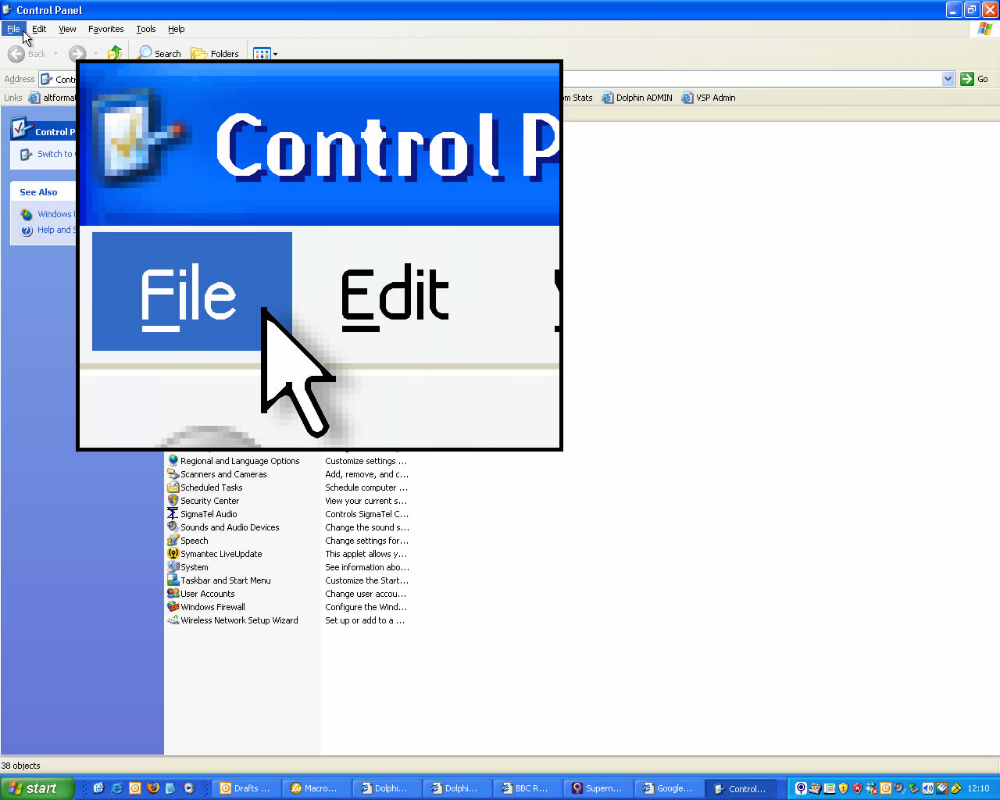 Control Panel
File Edit View Favorites Tools Help
Back Search Folders
Address Contr Go
Links altformat m Stats Dolphin ADMIN VSP Admin
Control P
Switch to
See Also
Windows
Help and S
Control P
File Edit
Regional and Language Options Customize settings ...
Scanners and Cameras Add, remove, and c...
Scheduled Tasks Schedule computer ...
Security Center View your current s...
SigmaTel Audio Controls SigmaTel C...
Sounds and Audio Devices Change the sound s...
Speech Change settings for...
Symantec LiveUpdate This applet allows y...
System See information abo...
Taskbar and Start Menu Customize the Start...
User Accounts Change user accou...
Windows Firewall Configure the Wind...
Wireless Network Setup Wizard Set up or add to a ...
38 objects
start Drafts ... Macro... Dolphi... Dolphi... BBC R... Supern... Google... Control... 12:10